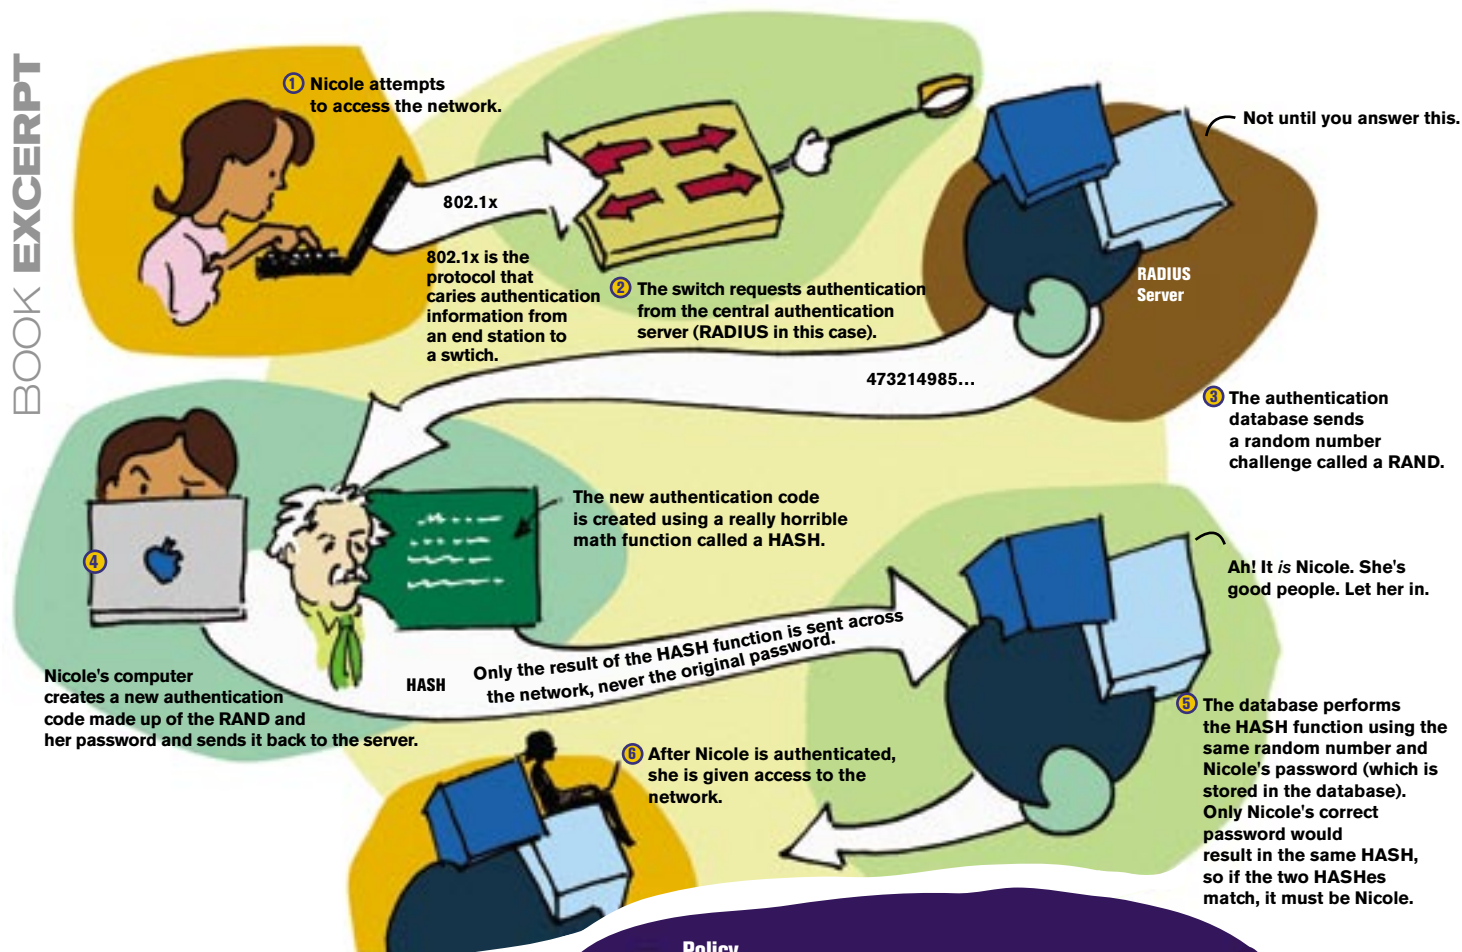 BOOK EXCERPT
1 Nicole attempts
to access the network.
802.1x
802.1x is the
protocol that
caries authentication
information from
an end station to
a swtich.
2 The switch requests authentication
from the central authentication
server (RADIUS in this case).
Not until you answer this.
RADIUS
Server
473214985...
3 The authentication
database sends
a random number
challenge called a RAND.
4
Nicole's computer
creates a new authentication
code made up of the RAND and
her password and sends it back to the server.
The new authentication code
is created using a really horrible
math function called a HASH.
HASH
Only the result of the HASH function is sent across
the network, never the original password.
Ah! It is Nicole. She's
good people. Let her in.
5 The database performs
the HASH function using the
same random number and
Nicole's password (which is
stored in the database).
Only Nicole's correct
password would
result in the same HASH,
so if the two HASHes
match, it must be Nicole.
6 After Nicole is authenticated,
she is given access to the
network.
Policy